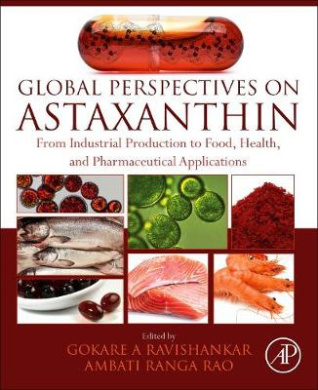 GLOBAL PERSPECTIVES ON
ASTAXANTHIN
From Industrial Production to Food, Health,
and Pharmaceutical Applications
Edited by
GOKARE A RAVISHANKAR
AMBATI RANGA RAO
AP